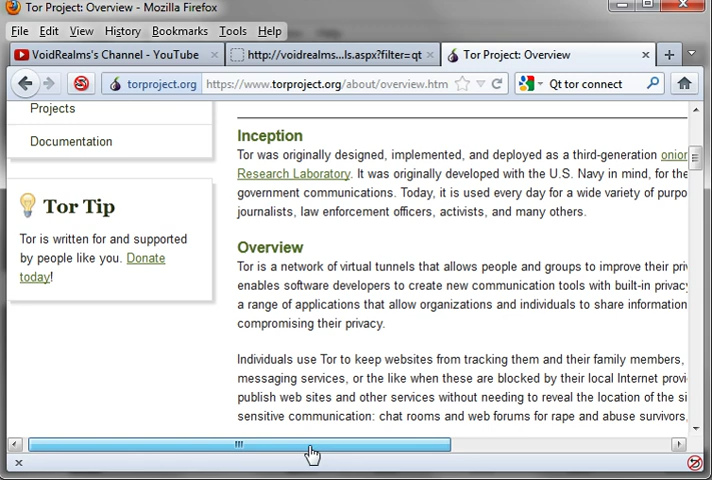 Tor Project: Overview - Mozilla Firefox
File Edit View History Bookmarks Tools Help
VoidRealms's Channel - YouTube
http://voidrealms...ls.aspx?filter=qt
Tor Project: Overview
torproject.org
https://www.torproject.org/about/overview.htm
Qt tor connect
Projects
Documentation
Tor Tip
Tor is written for and supported
by people like you. Donate
today!
Inception
Tor was originally designed, implemented, and deployed as a third-generation onion
Research Laboratory. It was originally developed with the U.S. Navy in mind, for the
government communications. Today, it is used every day for a wide variety of purpo
journalists, law enforcement officers, activists, and many others.
Overview
Tor is a network of virtual tunnels that allows people and groups to improve their priv
enables software developers to create new communication tools with built-in privacy
a range of applications that allow organizations and individuals to share information
compromising their privacy.
Individuals use Tor to keep websites from tracking them and their family members,
messaging services, or the like when these are blocked by their local Internet provi
publish web sites and other services without needing to reveal the location of the si
sensitive communication: chat rooms and web forums for rape and abuse survivors,